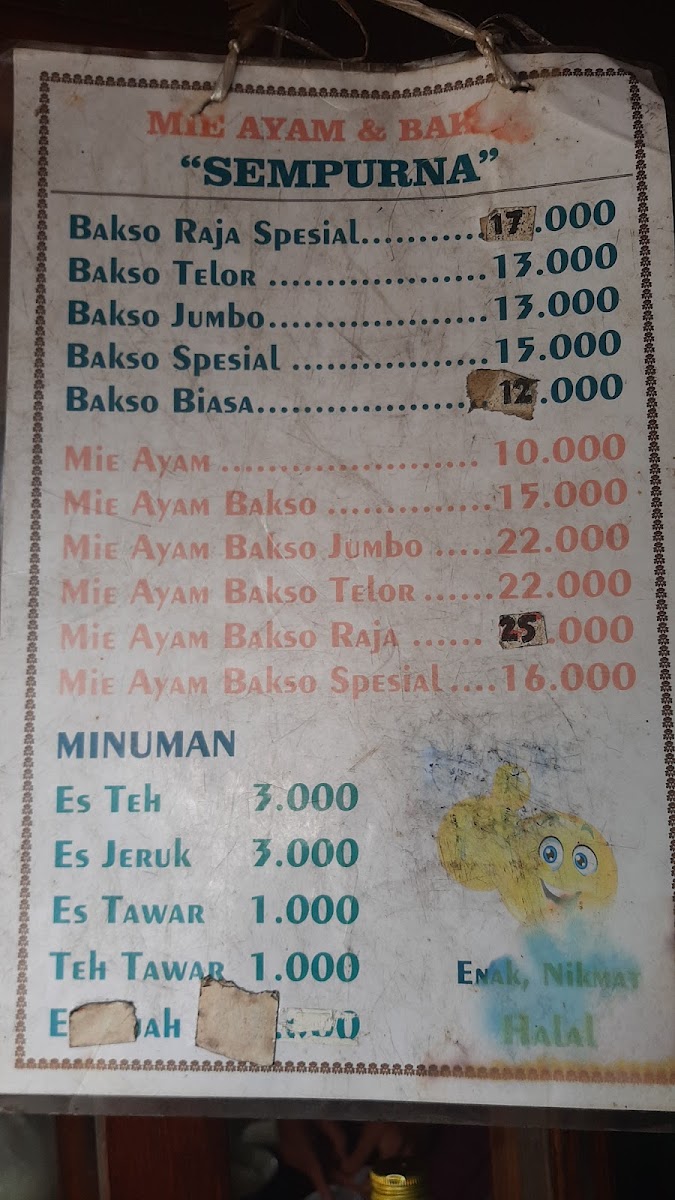 MIE AYAM & BAK
"SEMPURNA"
BAKSO RAJA SPESIAL..........17.000
BAKSO TELOR ....................13.000
BAKSO JUMBO....................13.000
BAKSO SPESIAL ..................15.000
BAKSO BIASA...................12.000
MIE AYAM ........................ 10.000
MIE AYAM BAKSO ...............15.000
MIE AYAM BAKSO JUMBO .....22.000
MIE AYAM BAKSO TELOR ......22.000
MIE AYAM BAKSO RAJA ...... 25.000
MIE AYAM BAKSO SPESIAL ....16.000
MINUMAN
ES TEH 3.000
ES JERUK 3.000
ES TAWAR 1.000
TEH TAWAR 1.000
ENAK, NIKMAT
HALAL